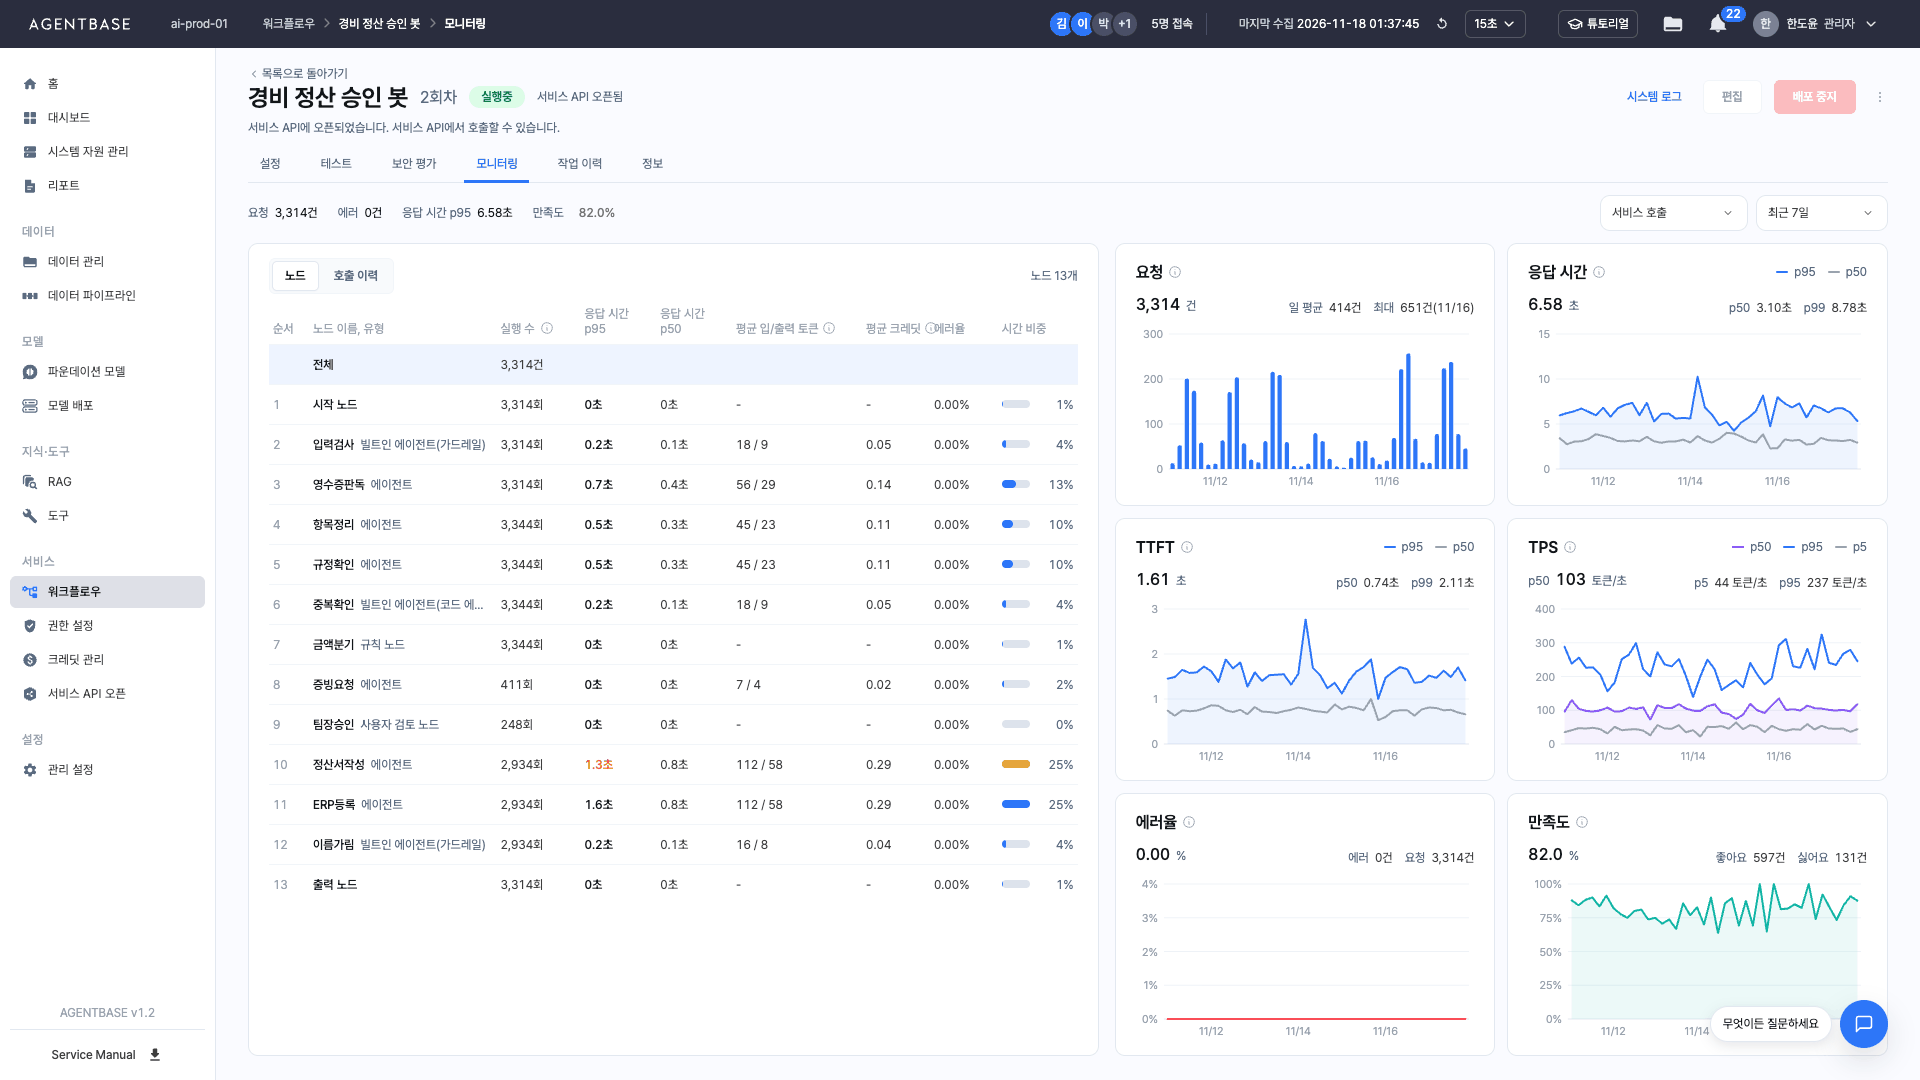 AGENTBASE
ai-prod-01
워크플로우 > 경비 정산 승인 봇 > 모니터링
김 이 박 +1 5명 접속
마지막 수집 2026-11-18 01:37:45
15초
튜토리얼
22
한 한도윤 관리자
홈
대시보드
시스템 자원 관리
리포트
데이터
데이터 관리
데이터 파이프라인
모델
파운데이션 모델
모델 배포
지식·도구
RAG
도구
서비스
워크플로우
권한 설정
크레딧 관리
서비스 API 오픈
설정
관리 설정
AGENTBASE v1.2
Service Manual
목록으로 돌아가기
경비 정산 승인 봇 2회차 실행중 서비스 API 오픈됨
시스템 로그 편집 배포 중지
서비스 API에 오픈되었습니다. 서비스 API에서 호출할 수 있습니다.
설정 테스트 보안 평가 모니터링 작업 이력 정보
요청 3,314건 에러 0건 응답 시간 p95 6.58초 만족도 82.0%
서비스 호출 최근 7일
노드 호출 이력 노드 13개
순서 노드 이름, 유형 실행 수 응답 시간 p95 응답 시간 p50 평균 입/출력 토큰 평균 크레딧 에러율 시간 비중
전체 3,314건
1 시작 노드 3,314회 0초 0초 - - 0.00% 1%
2 입력검사 빌트인 에이전트(가드레일) 3,314회 0.2초 0.1초 18 / 9 0.05 0.00% 4%
3 영수증판독 에이전트 3,314회 0.7초 0.4초 56 / 29 0.14 0.00% 13%
4 항목정리 에이전트 3,344회 0.5초 0.3초 45 / 23 0.11 0.00% 10%
5 규정확인 에이전트 3,344회 0.5초 0.3초 45 / 23 0.11 0.00% 10%
6 중복확인 빌트인 에이전트(코드 에... 3,344회 0.2초 0.1초 18 / 9 0.05 0.00% 4%
7 금액분기 규칙 노드 3,344회 0초 0초 - - 0.00% 1%
8 증빙요청 에이전트 411회 0초 0초 7 / 4 0.02 0.00% 2%
9 팀장승인 사용자 검토 노드 248회 0초 0초 - - 0.00% 0%
10 정산서작성 에이전트 2,934회 1.3초 0.8초 112 / 58 0.29 0.00% 25%
11 ERP등록 에이전트 2,934회 1.6초 0.8초 112 / 58 0.29 0.00% 25%
12 이름가림 빌트인 에이전트(가드레일) 2,934회 0.2초 0.1초 16 / 8 0.04 0.00% 4%
13 출력 노드 3,314회 0초 0초 - - 0.00% 1%
요청
3,314 건 일 평균 414건 최대 651건(11/16)
300
200
100
0
11/12 11/14 11/16
응답 시간 p95 p50
6.58 초 p50 3.10초 p99 8.78초
15
10
5
0
11/12 11/14 11/16
TTFT p95 p50
1.61 초 p50 0.74초 p99 2.11초
3
2
1
0
11/12 11/14 11/16
TPS p50 p95 p5
p50 103 토큰/초 p5 44 토큰/초 p95 237 토큰/초
400
300
200
100
0
11/12 11/14 11/16
에러율
0.00 % 에러 0건 요청 3,314건
4%
3%
2%
1%
0%
11/12 11/14 11/16
만족도
82.0 % 좋아요 597건 싫어요 131건
100%
75%
50%
25%
0%
11/12 11/14
무엇이든 질문하세요